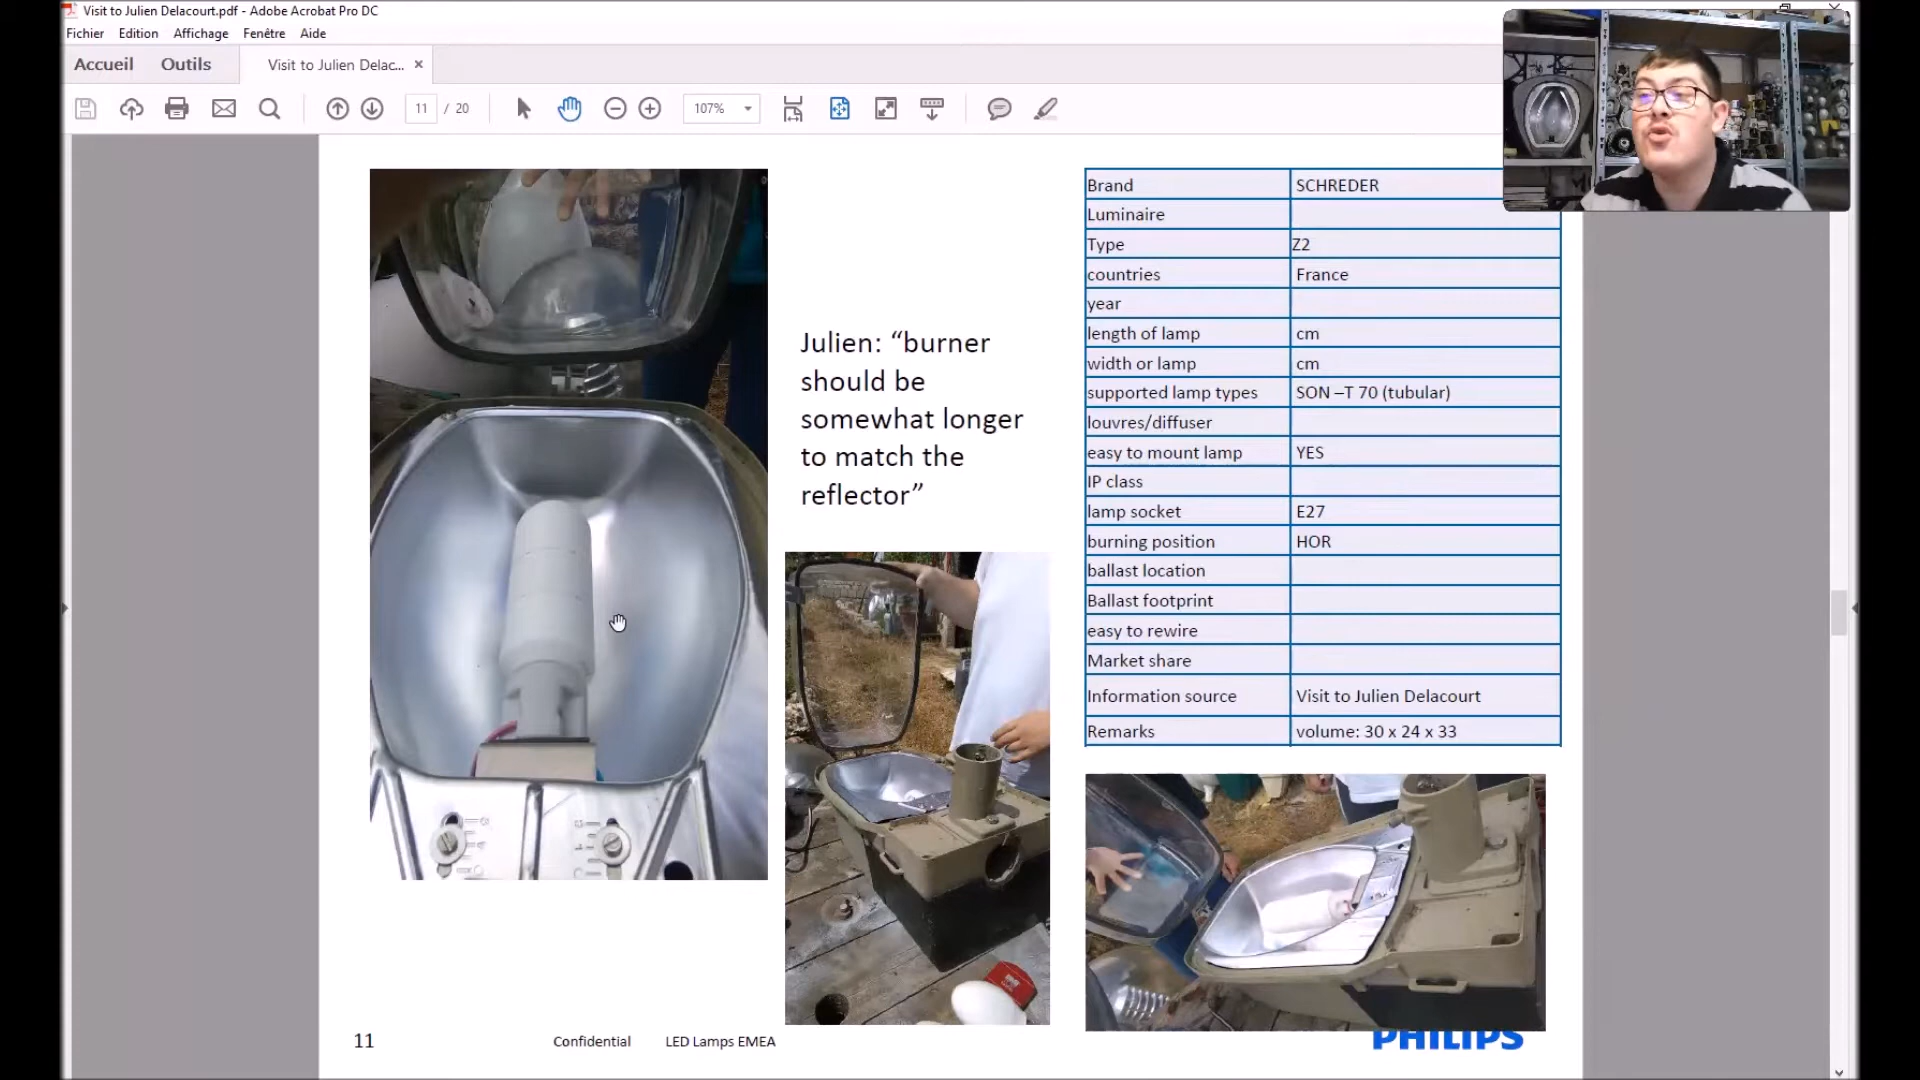 Visit to Julien Delacourt.pdf - Adobe Acrobat Pro DC
Fichier Edition Affichage Fenêtre Aide
Accueil Outils Visit to Julien Delac... ×
11 / 20 107%
Brand SCHREDER
Luminaire
Type Z2
countries France
year
length of lamp cm
width or lamp cm
supported lamp types SON –T 70 (tubular)
louvres/diffuser
easy to mount lamp YES
IP class
lamp socket E27
burning position HOR
ballast location
Ballast footprint
easy to rewire
Market share
Information source Visit to Julien Delacourt
Remarks volume: 30 x 24 x 33
Julien: “burner
should be
somewhat longer
to match the
reflector”
11 Confidential LED Lamps EMEA
PHILIPS